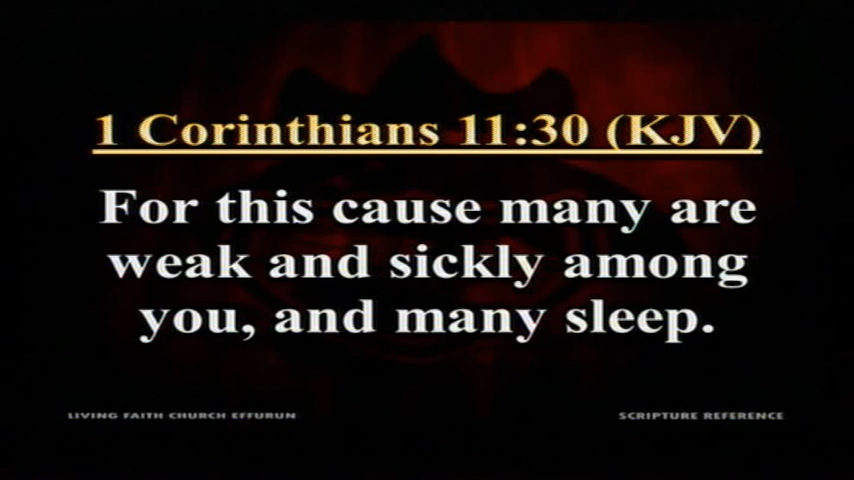 1 Corinthians 11:30 (KJV)
For this cause many are
weak and sickly among
you, and many sleep.
LIVING FAITH CHURCH EFFURUN
SCRIPTURE REFERENCE